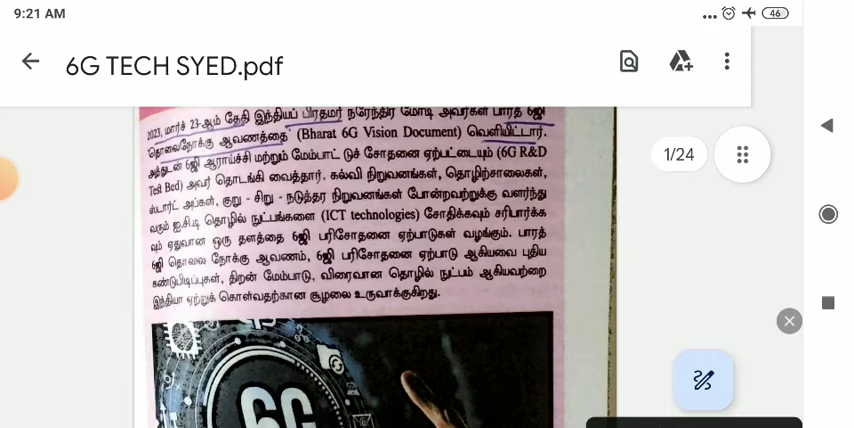 9:21 AM
46
6G TECH SYED.pdf
2023, மார்ச் 23-ஆம் தேதி இந்தியப் பிரதமர் நரேந்திர மோடி அவர்கள் பாரத் 6ஜி
தொலைநோக்கு ஆவணத்தை (Bharat 6G Vision Document) வெளியிட்டார்.
அத்துடன் 6ஜி ஆராய்ச்சி மற்றும் மேம்பாட் டுச் சோதனை ஏற்பட்டையும் (6G R&D
Test Bed) அவர் தொடங்கி வைத்தார். கல்வி நிறுவனங்கள், தொழிற்சாலைகள்,
ஸ்டார்ட் அப்கள், குறு - சிறு - நடுத்தர நிறுவனங்கள் போன்றவற்றுக்கு வளர்ந்து
வரும் ஐ.சி.டி தொழில் நுட்பங்களை (ICT technologies) சோதிக்கவும் சரிபார்க்க
வும் ஏதுவான ஒரு தளத்தை 6ஜி பரிசோதனை ஏற்பாடுகள் வழங்கும். பாரத்
6ஜி தொலை நோக்கு ஆவணம், 6ஜி பரிசோதனை ஏற்பாடு ஆகியவை புதிய
கண்டுபிடிப்புகள், திறன் மேம்பாடு, விரைவான தொழில் நுட்பம் ஆகியவற்றை
இந்தியா ஏற்றுக் கொள்வதற்கான சூழலை உருவாக்குகிறது.
1/24
6G